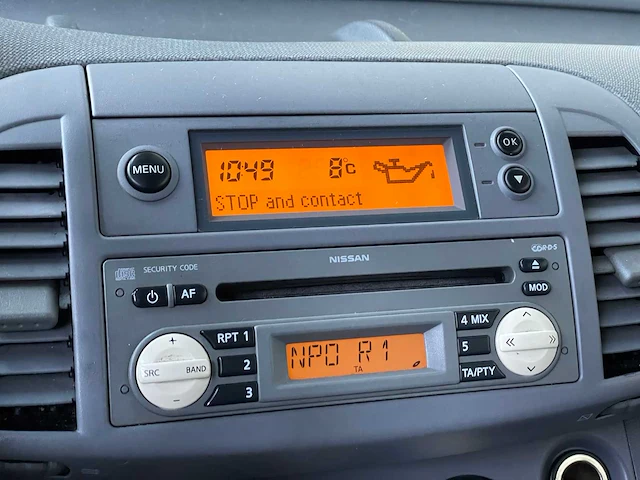 MENU
10:49 8°C
STOP and contact
OK
NISSAN
SECURITY CODE
AF
MOD
RPT 1
2
3
SRC BAND
NPO R1
TA
4 MIX
5
TA/PTY